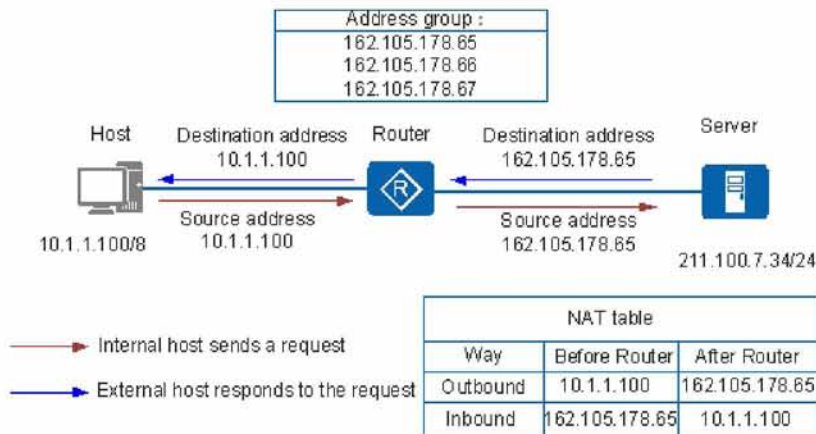 Address group :
162.105.178.65
162.105.178.66
162.105.178.67
Host
Destination address
10.1.1.100
Router
Destination address
162.105.178.65
Server
R
Source address
10.1.1.100
Source address
162.105.178.65
10.1.1.100/8
211.100.7.34/24
Internal host sends a request
External host responds to the request
NAT table
Way Before Router After Router
Outbound 10.1.1.100 162.105.178.65
Inbound 162.105.178.65 10.1.1.100